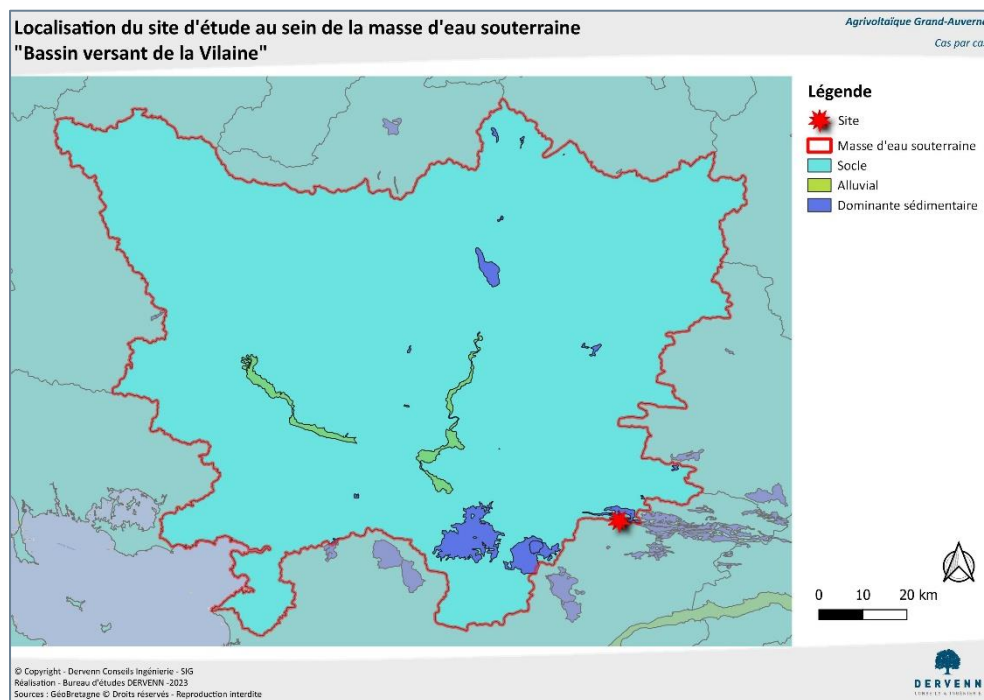 Localisation du site d'étude au sein de la masse d'eau souterraine
"Bassin versant de la Vilaine"
Agrivoltaïque Grand-Auverné
Cas par cas
Légende
Site
Masse d'eau souterraine
Socle
Alluvial
Dominante sédimentaire
0 10 20 km
© Copyright - Dervenn Conseils Ingénierie - SIG
Réalisation - Bureau d'études DERVENN -2023
Sources : GéoBretagne © Droits réservés - Reproduction interdite
DERVENN